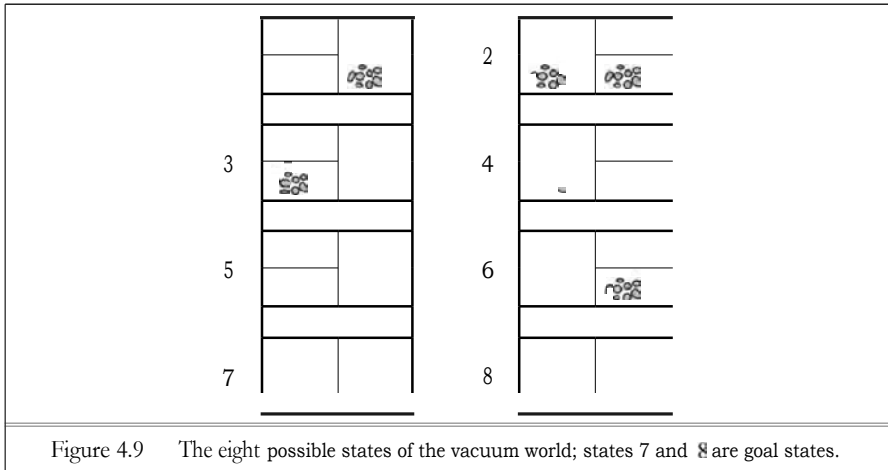 2
3 4
5 6
7 8
Figure 4.9 The eight possible states of the vacuum world; states 7 and 8 are goal states.